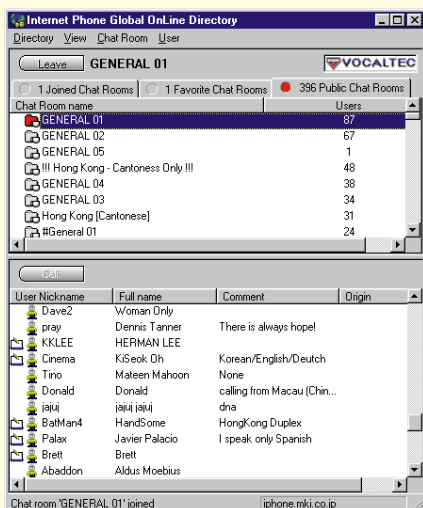 Internet Phone Global OnLine Directory
Directory View Chat Room User
Leave GENERAL 01 VOCALTEC
1 Joined Chat Rooms 1 Favorite Chat Rooms 396 Public Chat Rooms
Chat Room name Users
GENERAL 01 87
GENERAL 02 67
GENERAL 05 1
!!! Hong Kong - Cantoness Only !!! 48
GENERAL 04 38
GENERAL 03 34
Hong Kong [Cantonese] 31
#General 01 24
Call
User Nickname Full name Comment Origin
Dave2 Woman Only
pray Dennis Tanner There is always hope!
KKLEE HERMAN LEE
Cinema KiSeok Oh Korean/English/Deutch
Tino Mateen Mahoon None
Donald Donald calling from Macau (Chin...
jajuj jajuj jajuj dna
BatMan4 HandSome HongKong Duplex
Palax Javier Palacio I speak only Spanish
Brett Brett
Abaddon Aldus Moebius
Chat room 'GENERAL 01' joined iphone.mki.co.jp